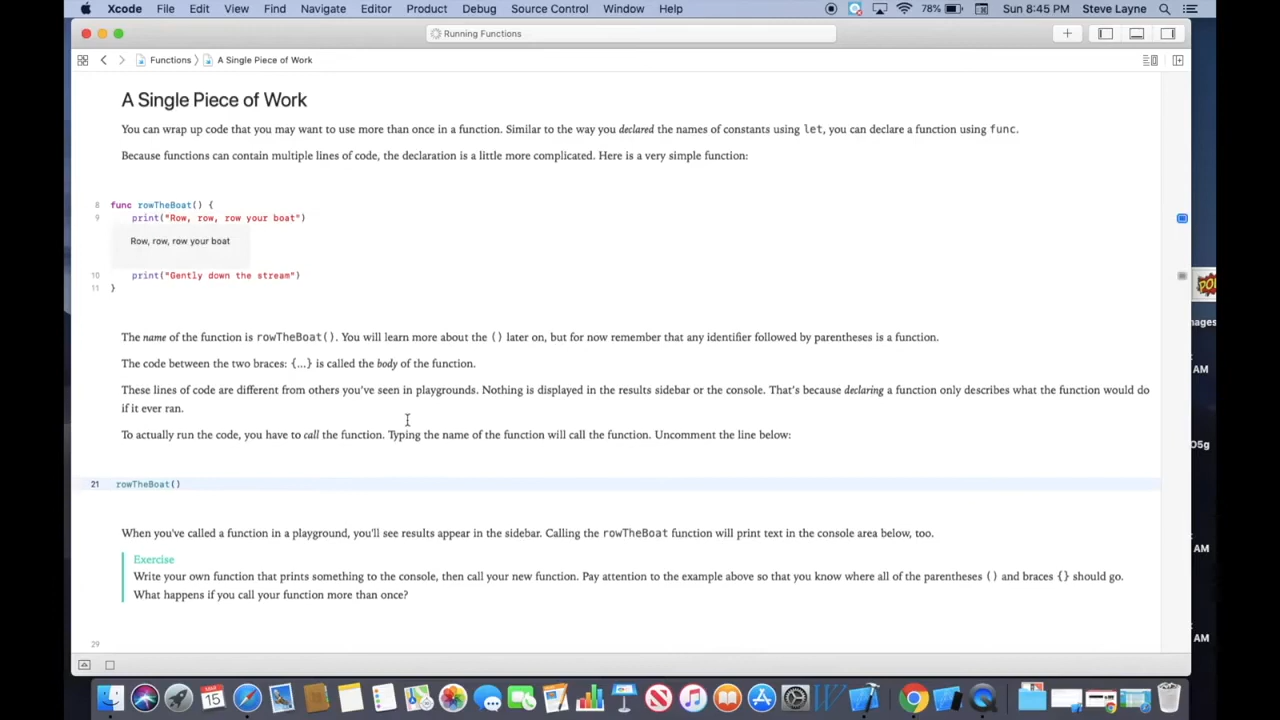 Xcode File Edit View Find Navigate Editor Product Debug Source Control Window Help 78% Sun 8:45 PM Steve Layne
Running Functions
Functions A Single Piece of Work
A Single Piece of Work
You can wrap up code that you may want to use more than once in a function. Similar to the way you declared the names of constants using let, you can declare a function using func.
Because functions can contain multiple lines of code, the declaration is a little more complicated. Here is a very simple function:
8 func rowTheBoat() {
9 print("Row, row, row your boat")
Row, row, row your boat
10 print("Gently down the stream")
11 }
The name of the function is rowTheBoat(). You will learn more about the () later on, but for now remember that any identifier followed by parentheses is a function.
The code between the two braces: {...} is called the body of the function.
These lines of code are different from others you've seen in playgrounds. Nothing is displayed in the results sidebar or the console. That's because declaring a function only describes what the function would do
if it ever ran.
To actually run the code, you have to call the function. Typing the name of the function will call the function. Uncomment the line below:
21 rowTheBoat()
When you've called a function in a playground, you'll see results appear in the sidebar. Calling the rowTheBoat function will print text in the console area below, too.
Exercise
Write your own function that prints something to the console, then call your new function. Pay attention to the example above so that you know where all of the parentheses () and braces {} should go.
What happens if you call your function more than once?
29
nages
AM
O5g
AM
AM
15